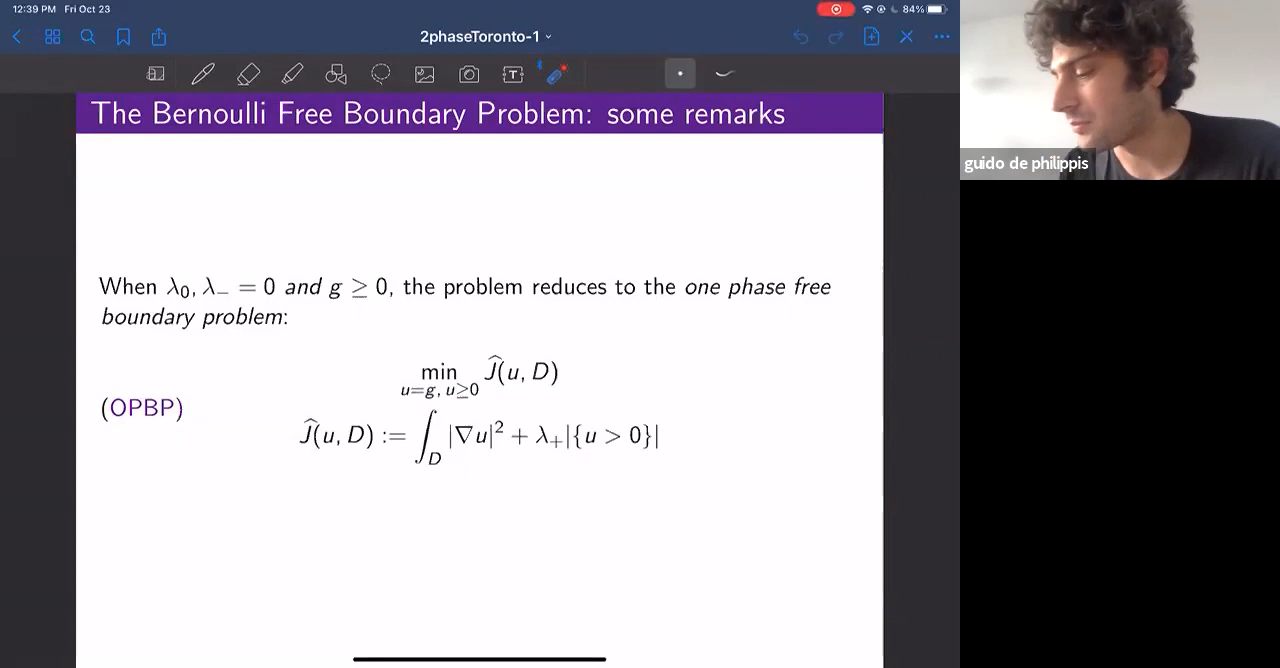 12:39 PM Fri Oct 23
84%
2phaseToronto-1
T
The Bernoulli Free Boundary Problem: some remarks
guido de philippis
When λ₀, λ₋ = 0 and g ≥ 0, the problem reduces to the one phase free
boundary problem:
min Ĵ(u, D)
u=g, u≥0
(OPBP)
Ĵ(u, D) := ∫_D |∇u|² + λ₊|{u > 0}|